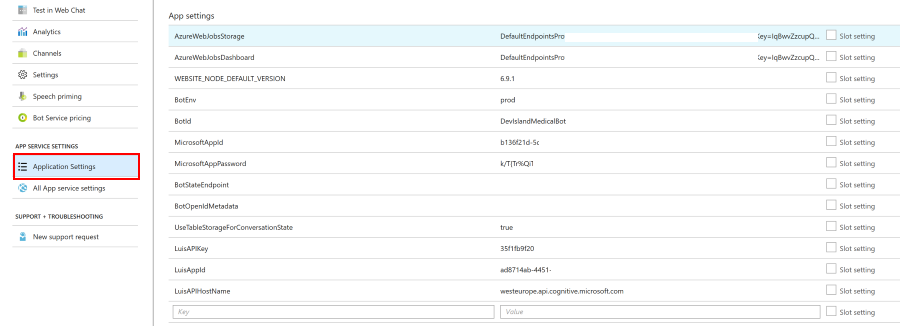 Test in Web Chat
Analytics
Channels
Settings
Speech priming
Bot Service pricing
APP SERVICE SETTINGS
Application Settings
All App service settings
SUPPORT + TROUBLESHOOTING
New support request
App settings
AzureWebJobsStorage DefaultEndpointsPro Key=Iq8wvZzcupQ... Slot setting
AzureWebJobsDashboard DefaultEndpointsPro Key=Iq8wvZzcupQ... Slot setting
WEBSITE_NODE_DEFAULT_VERSION 6.9.1 Slot setting
BotEnv prod Slot setting
BotId DevIslandMedicalBot Slot setting
MicrosoftAppId b136f21d-5c Slot setting
MicrosoftAppPassword k/T[Tr%Qi1 Slot setting
BotStateEndpoint Slot setting
BotOpenIdMetadata Slot setting
UseTableStorageForConversationState true Slot setting
LuisAPIKey 35f1fb9f20 Slot setting
LuisAppId ad8714ab-4451- Slot setting
LuisAPIHostName westeurope.api.cognitive.microsoft.com Slot setting
Key Value Slot setting